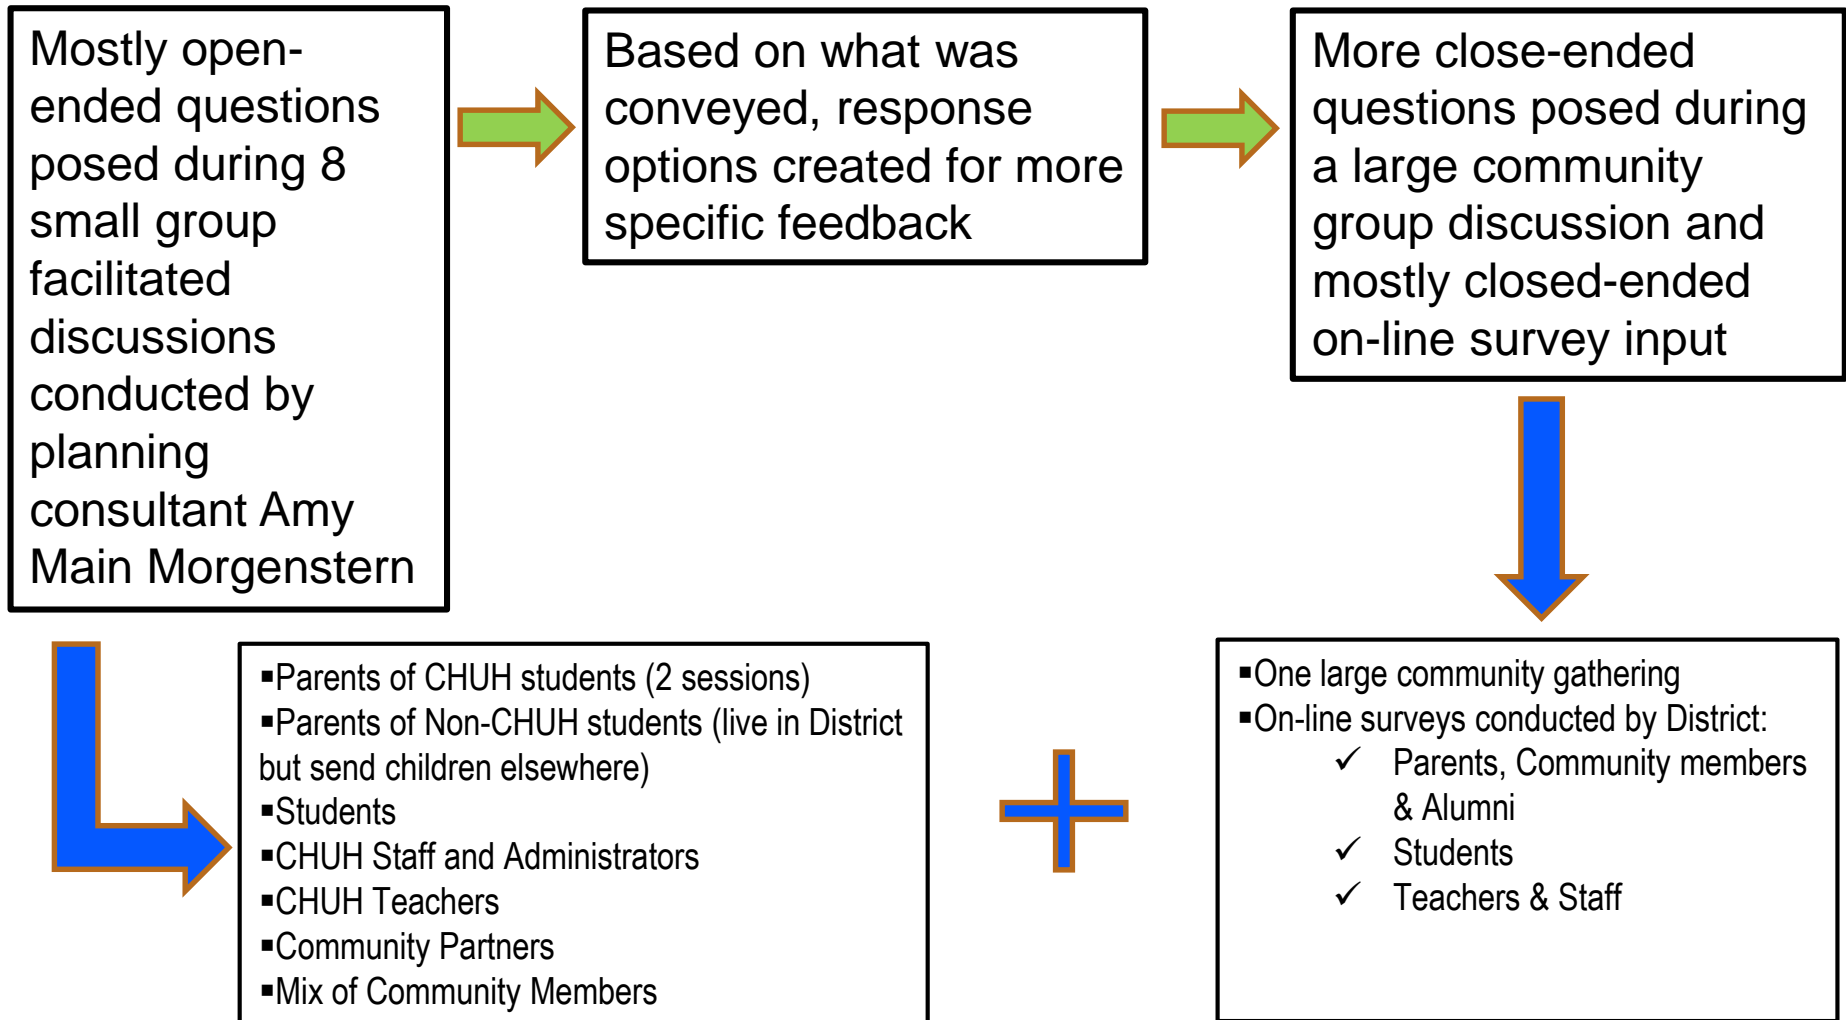 Mostly open-
ended questions
posed during 8
small group
facilitated
discussions
conducted by
planning
consultant Amy
Main Morgenstern
Based on what was
conveyed, response
options created for more
specific feedback
More close-ended
questions posed during
a large community
group discussion and
mostly closed-ended
on-line survey input
▪Parents of CHUH students (2 sessions)
▪Parents of Non-CHUH students (live in District
but send children elsewhere)
▪Students
▪CHUH Staff and Administrators
▪CHUH Teachers
▪Community Partners
▪Mix of Community Members
▪One large community gathering
▪On-line surveys conducted by District:
✓ Parents, Community members
& Alumni
✓ Students
✓ Teachers & Staff